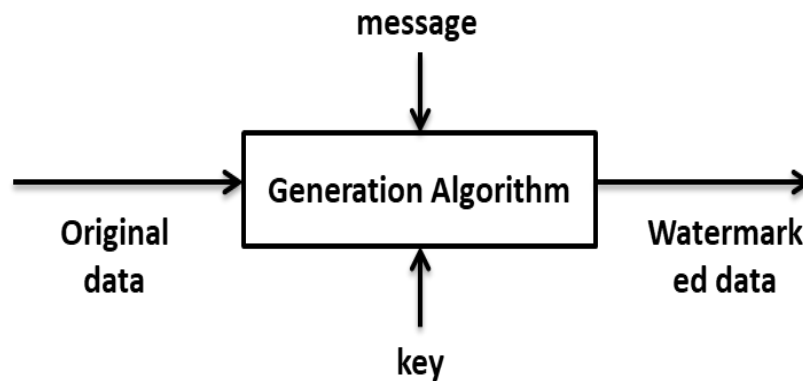 message
Generation Algorithm
Original
data
Watermark
ed data
key